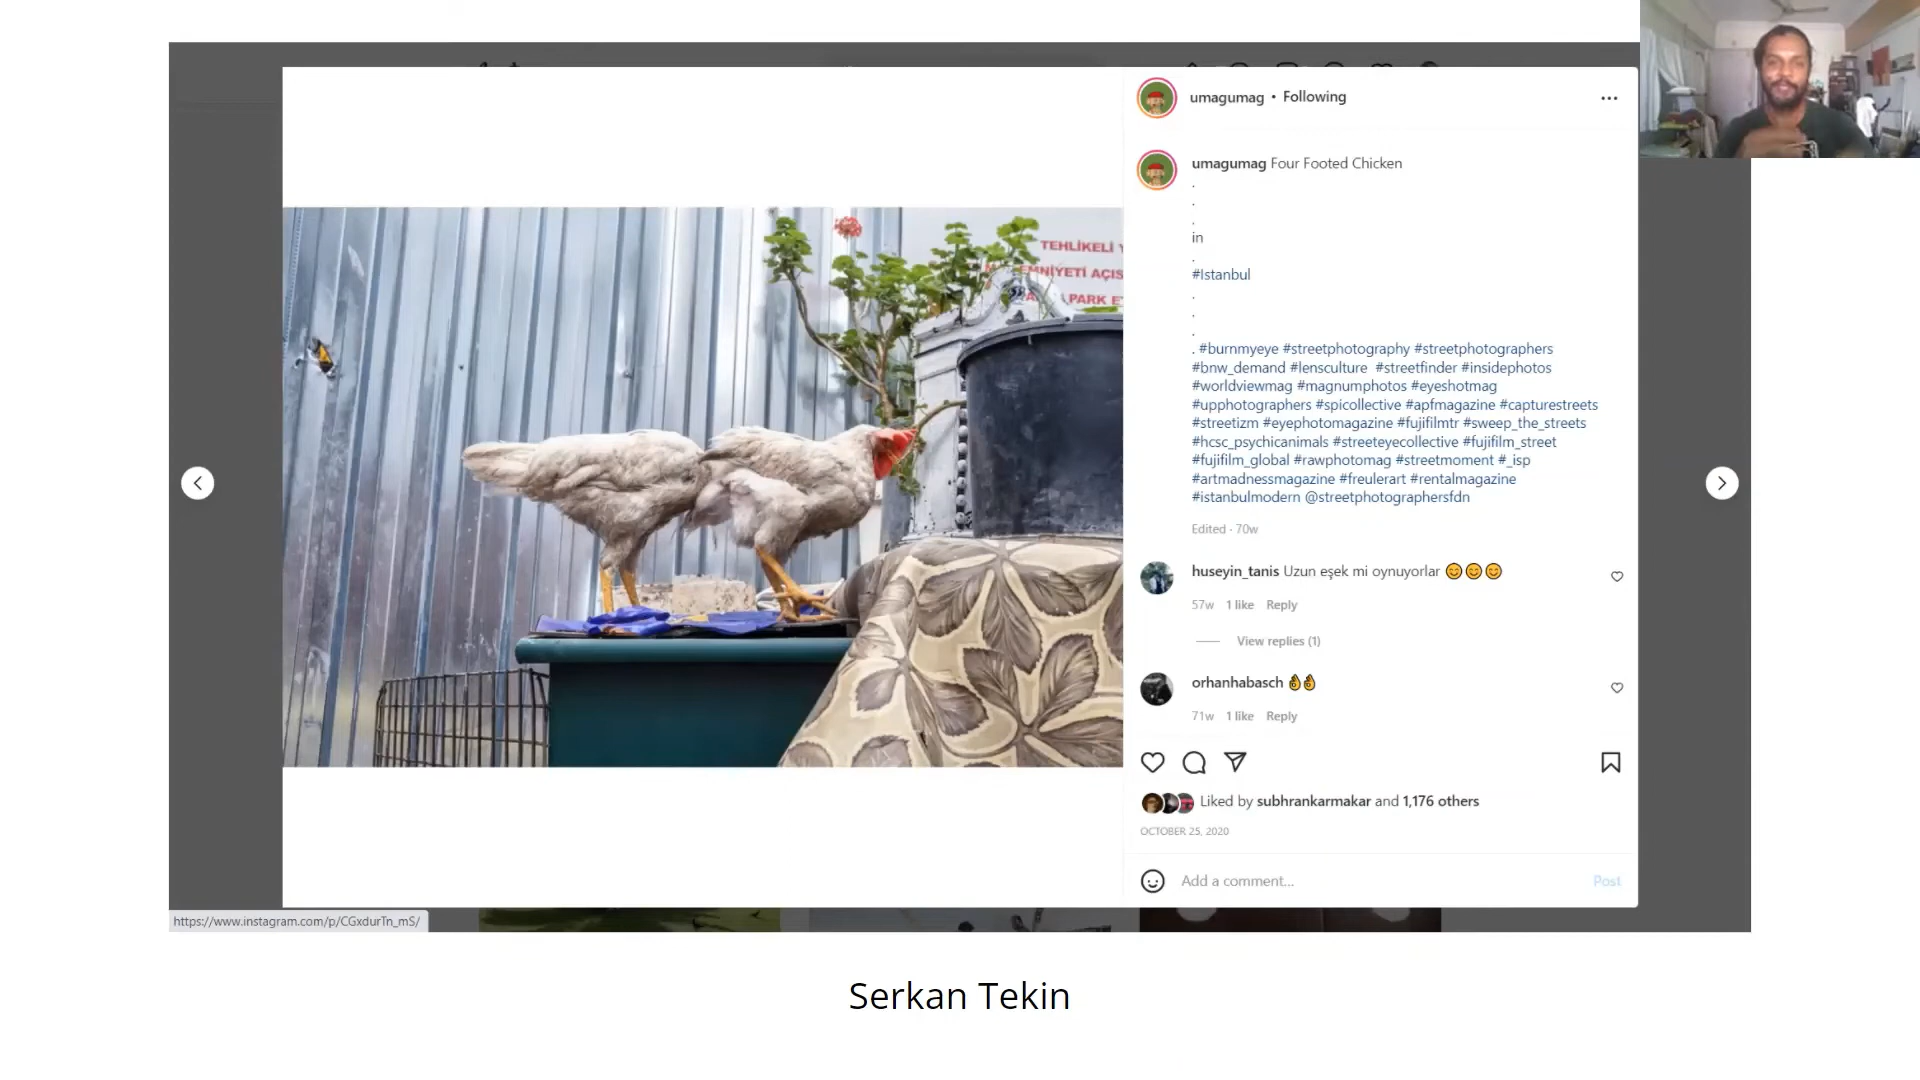 umagumag • Following
umagumag Four Footed Chicken
.
.
.
in
.
#Istanbul
.
.
.
. #burnmyeye #streetphotography #streetphotographers
#bnw_demand #lensculture #streetfinder #insidephotos
#worldviewmag #magnumphotos #eyeshotmag
#upphotographers #spicollective #apfmagazine #capturestreets
#streetizm #eyephotomagazine #fujifilmtr #sweep_the_streets
#hcsc_psychicanimals #streeteyecollective #fujifilm_street
#fujifilm_global #rawphotomag #streetmoment #_isp
#artmadnessmagazine #freulerart #rentalmagazine
#istanbulmodern @streetphotographersfdn
Edited · 70w
huseyin_tanis Uzun eşek mi oynuyorlar 😊😊😊
57w 1 like Reply
View replies (1)
orhanhabasch 👌👌
71w 1 like Reply
Liked by subhrankarmakar and 1,176 others
OCTOBER 25, 2020
Add a comment...
Post
TEHLİKELİ
AÇIS
PARK
https://www.instagram.com/p/CGxdurTn_mS/
Serkan Tekin